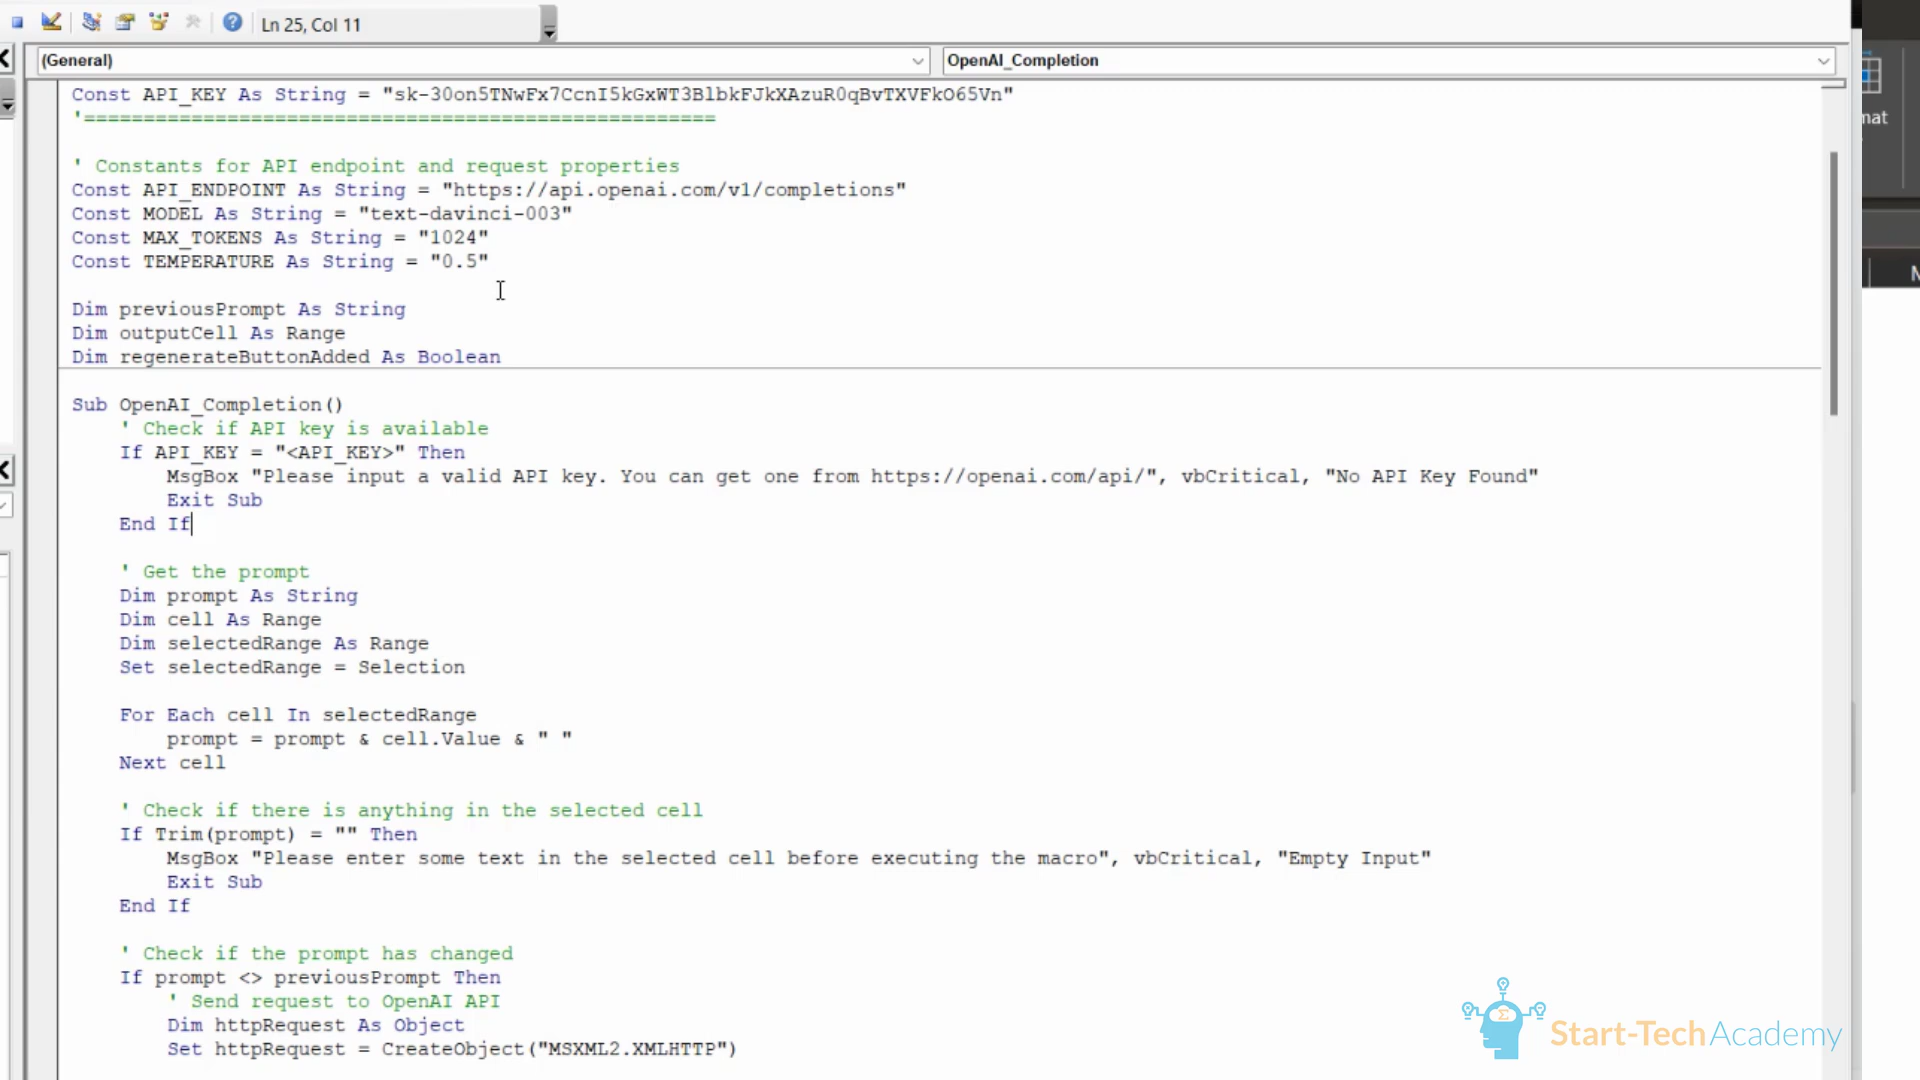 Ln 25, Col 11
(General)
OpenAI_Completion
Const API_KEY As String = "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"
'=====================================================
' Constants for API endpoint and request properties
Const API_ENDPOINT As String = "https://api.openai.com/v1/completions"
Const MODEL As String = "text-davinci-003"
Const MAX_TOKENS As String = "1024"
Const TEMPERATURE As String = "0.5"
Dim previousPrompt As String
Dim outputCell As Range
Dim regenerateButtonAdded As Boolean
Sub OpenAI_Completion()
' Check if API key is available
If API_KEY = "<API_KEY>" Then
MsgBox "Please input a valid API key. You can get one from https://openai.com/api/", vbCritical, "No API Key Found"
Exit Sub
End If
' Get the prompt
Dim prompt As String
Dim cell As Range
Dim selectedRange As Range
Set selectedRange = Selection
For Each cell In selectedRange
prompt = prompt & cell.Value & " "
Next cell
' Check if there is anything in the selected cell
If Trim(prompt) = "" Then
MsgBox "Please enter some text in the selected cell before executing the macro", vbCritical, "Empty Input"
Exit Sub
End If
' Check if the prompt has changed
If prompt <> previousPrompt Then
' Send request to OpenAI API
Dim httpRequest As Object
Set httpRequest = CreateObject("MSXML2.XMLHTTP")
mat
Start-Tech Academy